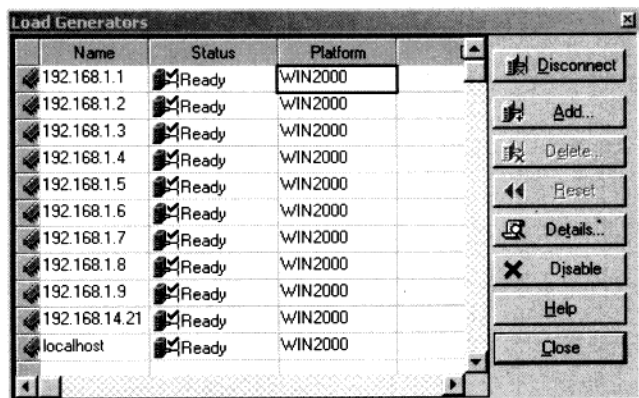 Load Generators
Name Status Platform
192.168.1.1 Ready WIN2000
192.168.1.2 Ready WIN2000
192.168.1.3 Ready WIN2000
192.168.1.4 Ready WIN2000
192.168.1.5 Ready WIN2000
192.168.1.6 Ready WIN2000
192.168.1.7 Ready WIN2000
192.168.1.8 Ready WIN2000
192.168.1.9 Ready WIN2000
192.168.14.21 Ready WIN2000
localhost Ready WIN2000
Disconnect
Add...
Delete...
Reset
Details...
Disable
Help
Close